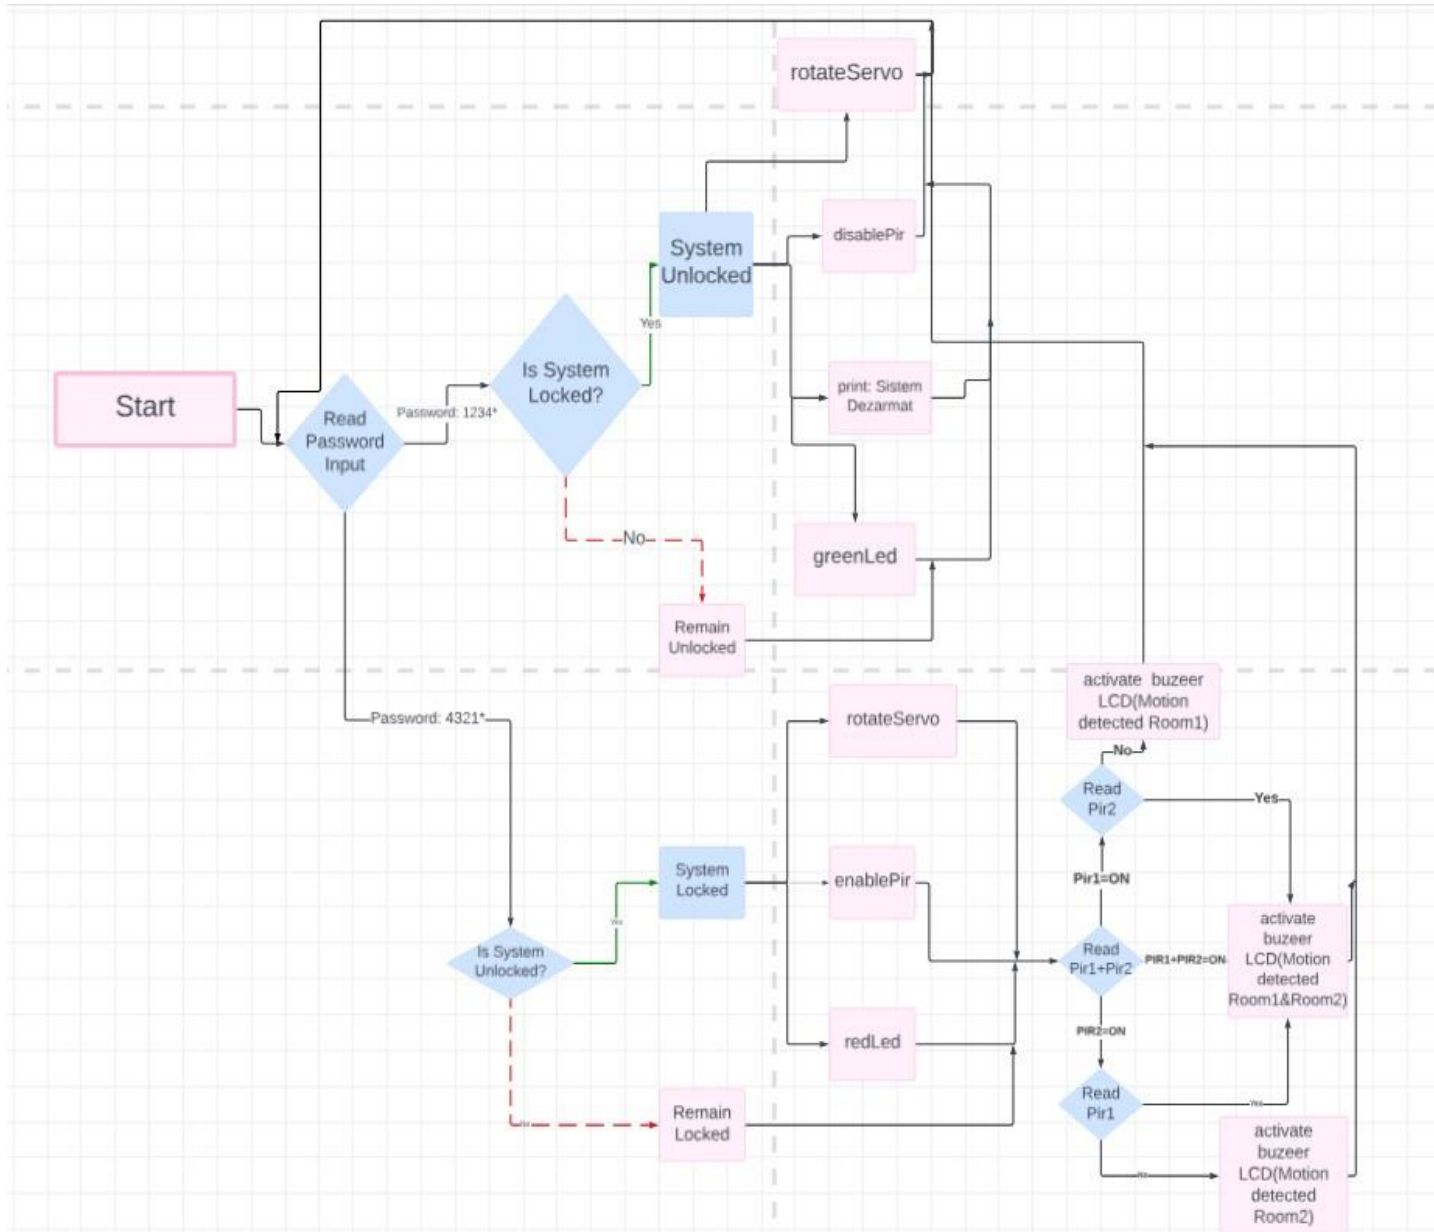 rotateServo
System
Unlocked
disablePir
Yes
Is System
Locked?
print: Sistem
Dezarmat
Start
Password: 1234*
Read
Password
Input
No
greenLed
Remain
Unlocked
activate buzeer
LCD(Motion
detected Room1)
Password: 4321*
rotateServo
No
Read
Pir2
Yes
System
Locked
enablePir
Pir1=ON
Yes
Is System
Unlocked?
Read
Pir1+Pir2
PIR1+PIR2=ON
activate
buzeer
LCD(Motion
detected
Room1&Room2)
PIR2=ON
redLed
Read
Pir1
Yes
Remain
Locked
No
No
activate
buzeer
LCD(Motion
detected
Room2)